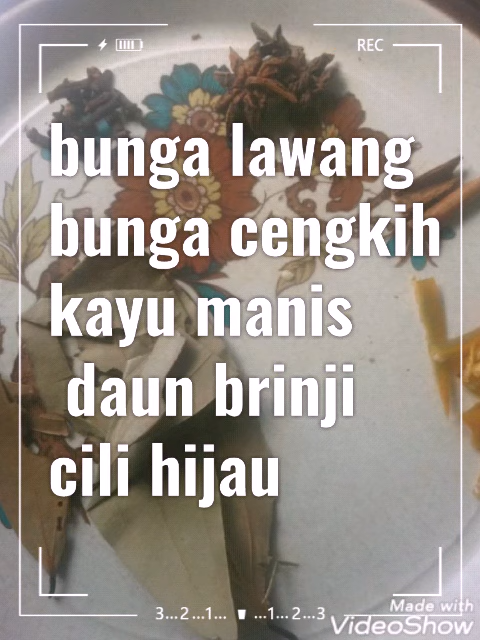 REC
bunga lawang
bunga cengkih
kayu manis
daun brinji
cili hijau
3...2...1... ...1...2...3
Made with
VideoShow